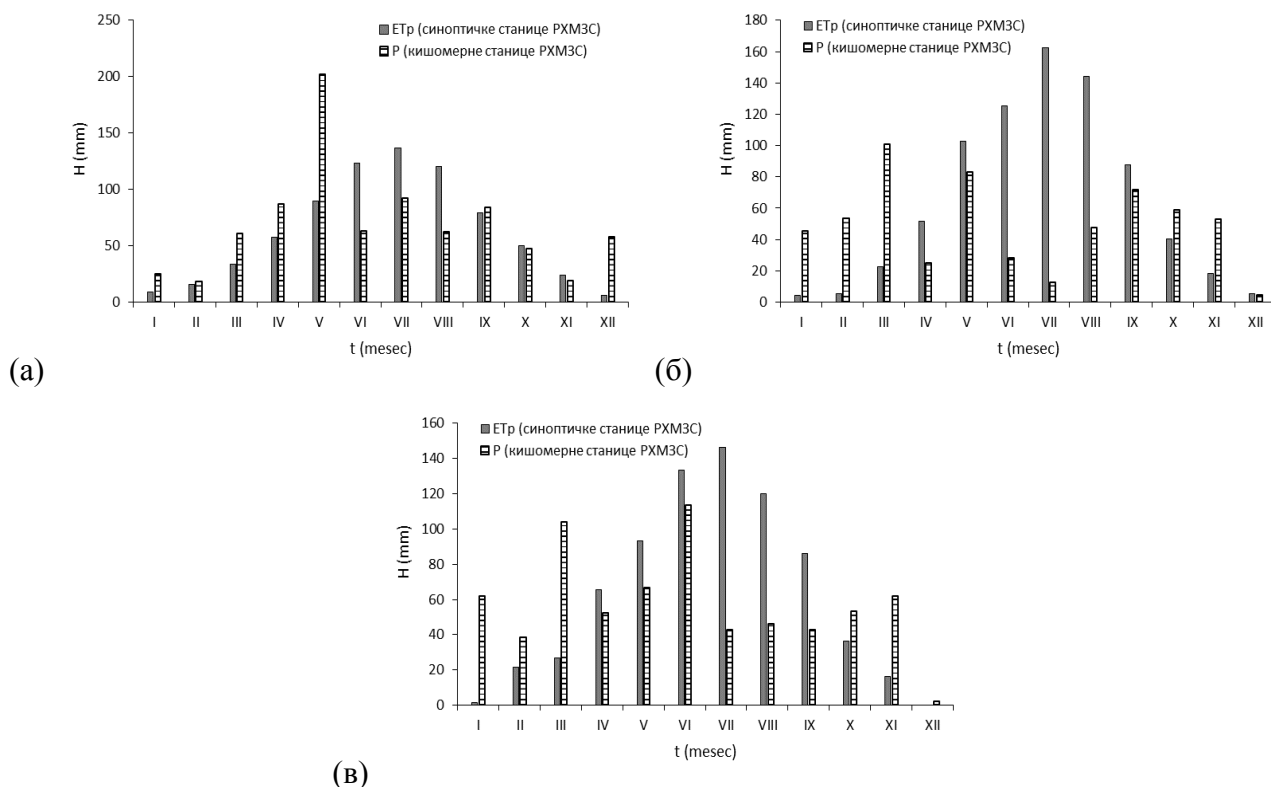 ETp (синоптичке станице РХМЗС)
P (кишомерне станице РХМЗС)
H (mm)
250
200
150
100
50
0
I II III IV V VI VII VIII IX X XI XII
t (mesec)
(а)
ETp (синоптичке станице РХМЗС)
P (кишомерне станице РХМЗС)
H (mm)
180
160
140
120
100
80
60
40
20
0
I II III IV V VI VII VIII IX X XI XII
t (mesec)
(б)
ETp (синоптичке станице РХМЗС)
P (кишомерне станице РХМЗС)
H (mm)
160
140
120
100
80
60
40
20
0
I II III IV V VI VII VIII IX X XI XII
t (mesec)
(в)